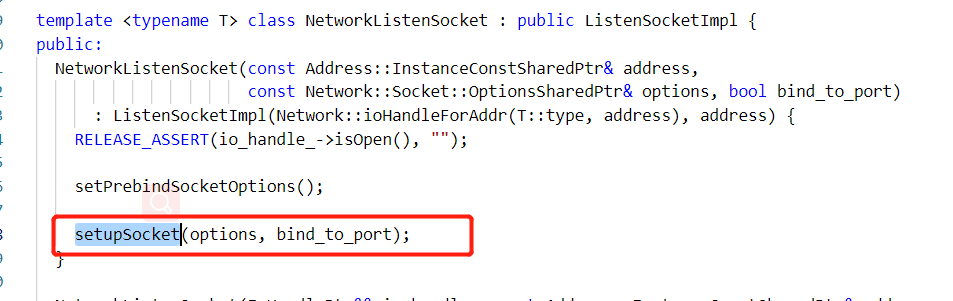 template <typename T> class NetworkListenSocket : public ListenSocketImpl {
public:
NetworkListenSocket(const Address::InstanceConstSharedPtr& address,
const Network::Socket::OptionsSharedPtr& options, bool bind_to_port)
: ListenSocketImpl(Network::ioHandleForAddr(T::type, address), address) {
RELEASE_ASSERT(io_handle_->isOpen(), "");
setPrebindSocketOptions();
setupSocket(options, bind_to_port);
}